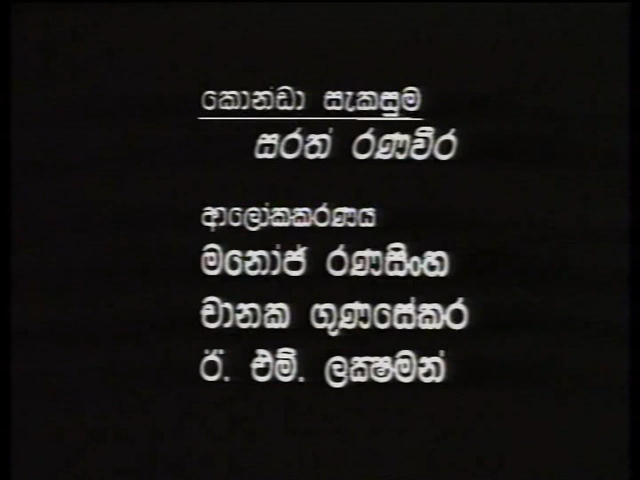 කොන්ඩා සැකසුම
සරත් රණවීර
ආලෝකකරණය
මනෝජ් රණසිංහ
චානක ගුණසේකර
ඊ. එම්. ලක්ෂමන්